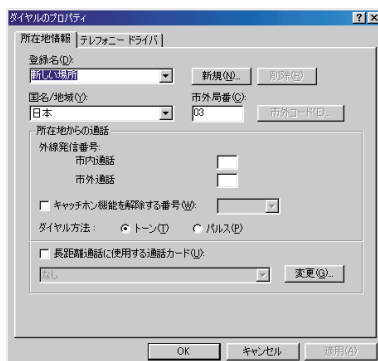 ダイヤルのプロパティ
所在地情報 テレフォニー ドライバ
登録名(D):
新しい場所 新規(N)... 削除(R)
国名/地域(Y): 市外局番(C):
日本 03 市外コード(E)...
所在地からの通話
外線発信番号:
市内通話
市外通話
キャッチホン機能を解除する番号(W):
ダイヤル方法: トーン(T) パルス(P)
長距離通話に使用する通話カード(U):
なし 変更(G)...
OK キャンセル 適用(A)